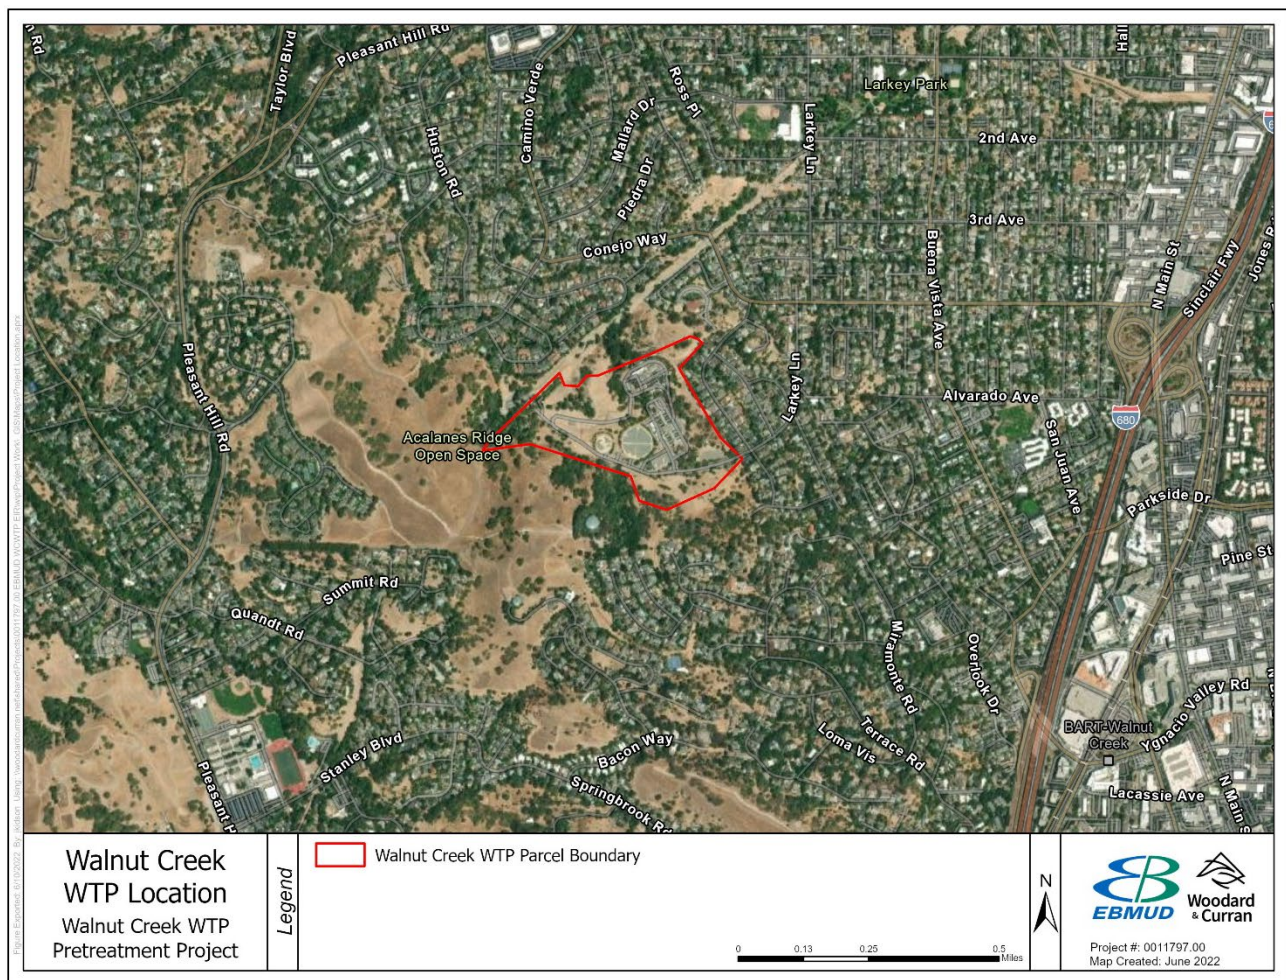 Taylor Blvd
Pleasant Hill Rd
Camino Verde
Ross Pl
Mallard Dr
Larkey Park
Larkey Ln
2nd Ave
Huston Rd
Piedra Dr
3rd Ave
Conejo Way
Buena Vista Ave
N Main St
Sinclair Fwy
Pleasant Hill Rd
Larkey Ln
Alvarado Ave
680
San Juan Ave
Acalanes Ridge
Open Space
Parkside Dr
Pine St
Summit Rd
Quandt Rd
Miramonte Rd
Overlook Dr
Ygnacio Valley Rd
BART-Walnut
Creek
Stanley Blvd
Bacon Way
Loma Vis
Terrace Rd
Springbrook Rd
Lacassie Ave
Walnut Creek
WTP Location
Walnut Creek WTP
Pretreatment Project
Legend
Walnut Creek WTP Parcel Boundary
0 0.13 0.25 0.5
Miles
N
EBMUD
Woodard
& Curran
Project #: 0011797.00
Map Created: June 2022